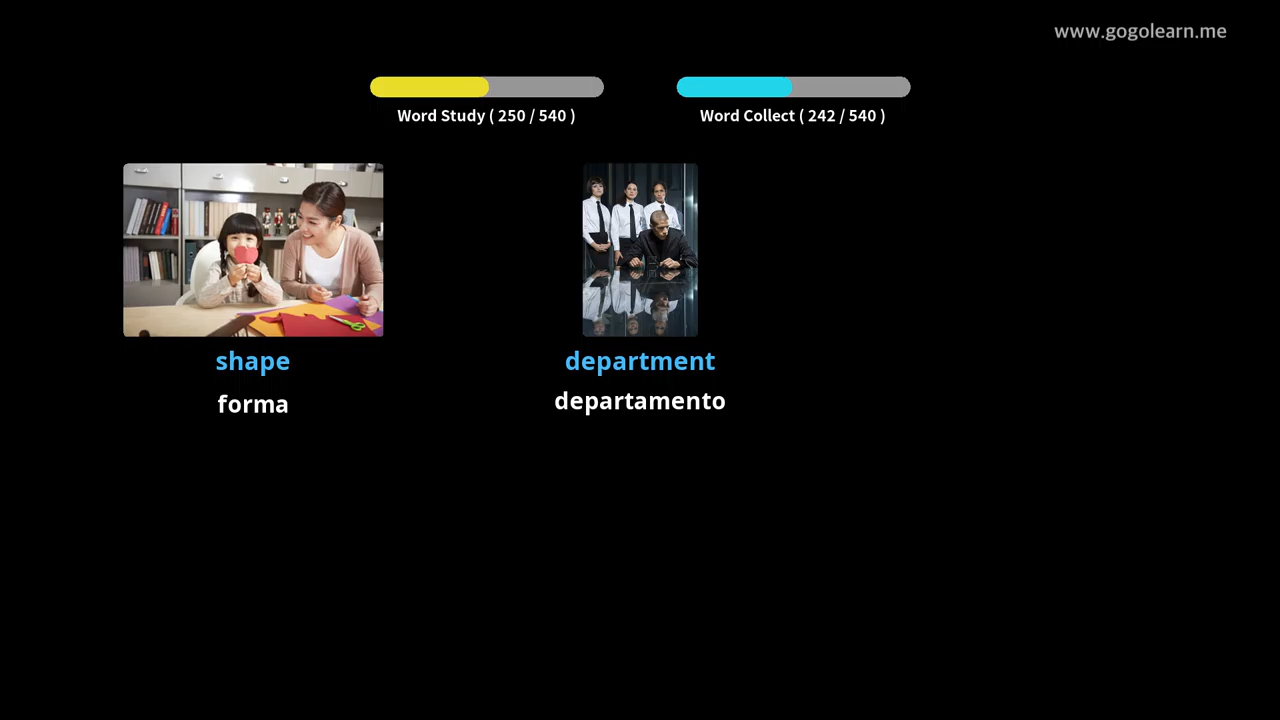 www.gogolearn.me
Word Study ( 250 / 540 )
Word Collect ( 242 / 540 )
shape
forma
department
departamento